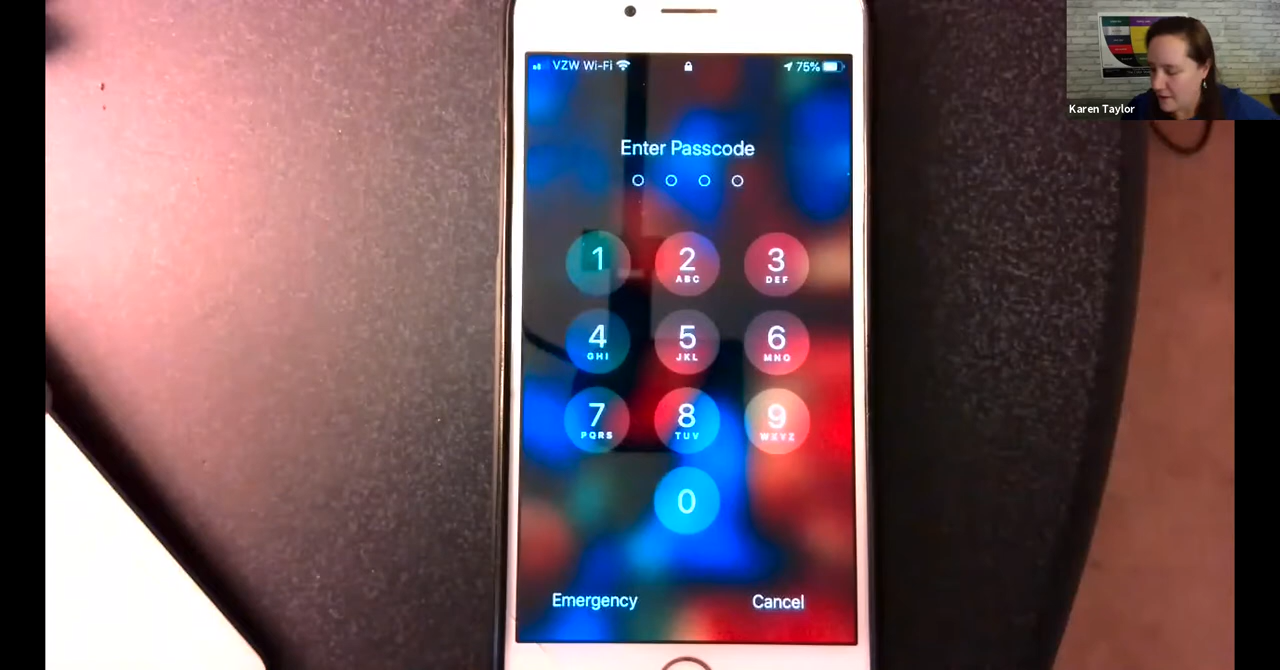 VZW Wi-Fi 75%
Karen Taylor
Enter Passcode
1 2 3
ABC DEF
4 5 6
GHI JKL MNO
7 8 9
PQRS TUV WXYZ
0
Emergency Cancel